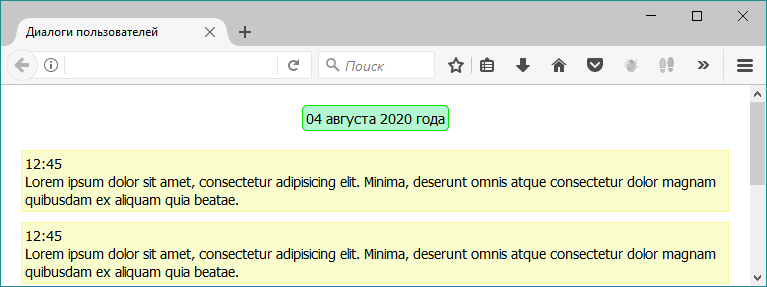 Диалоги пользователей
Поиск
04 августа 2020 года
12:45
Lorem ipsum dolor sit amet, consectetur adipisicing elit. Minima, deserunt omnis atque consectetur dolor magnam
quibusdam ex aliquam quia beatae.
12:45
Lorem ipsum dolor sit amet, consectetur adipisicing elit. Minima, deserunt omnis atque consectetur dolor magnam
quibusdam ex aliquam quia beatae.